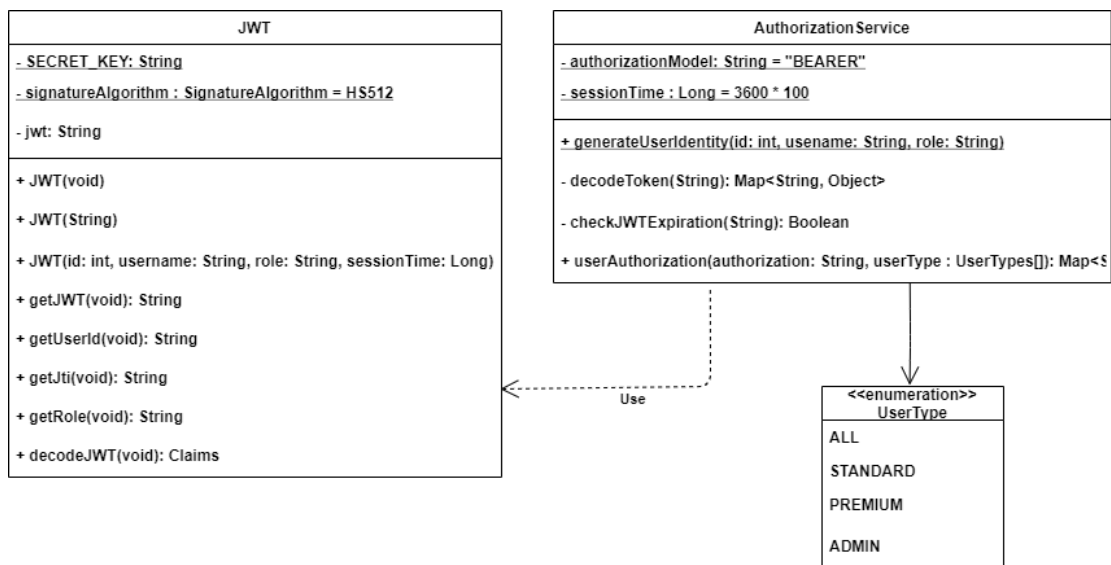 JWT
- SECRET_KEY: String
- signatureAlgorithm : SignatureAlgorithm = HS512
- jwt: String
+ JWT(void)
+ JWT(String)
+ JWT(id: int, username: String, role: String, sessionTime: Long)
+ getJWT(void): String
+ getUserId(void): String
+ getJti(void): String
+ getRole(void): String
+ decodeJWT(void): Claims
AuthorizationService
- authorizationModel: String = "BEARER"
- sessionTime : Long = 3600 * 100
+ generateUserIdentity(id: int, usename: String, role: String)
- decodeToken(String): Map<String, Object>
- checkJWTExpiration(String): Boolean
+ userAuthorization(authorization: String, userType : UserTypes[]): Map<S
Use
<<enumeration>>
UserType
ALL
STANDARD
PREMIUM
ADMIN